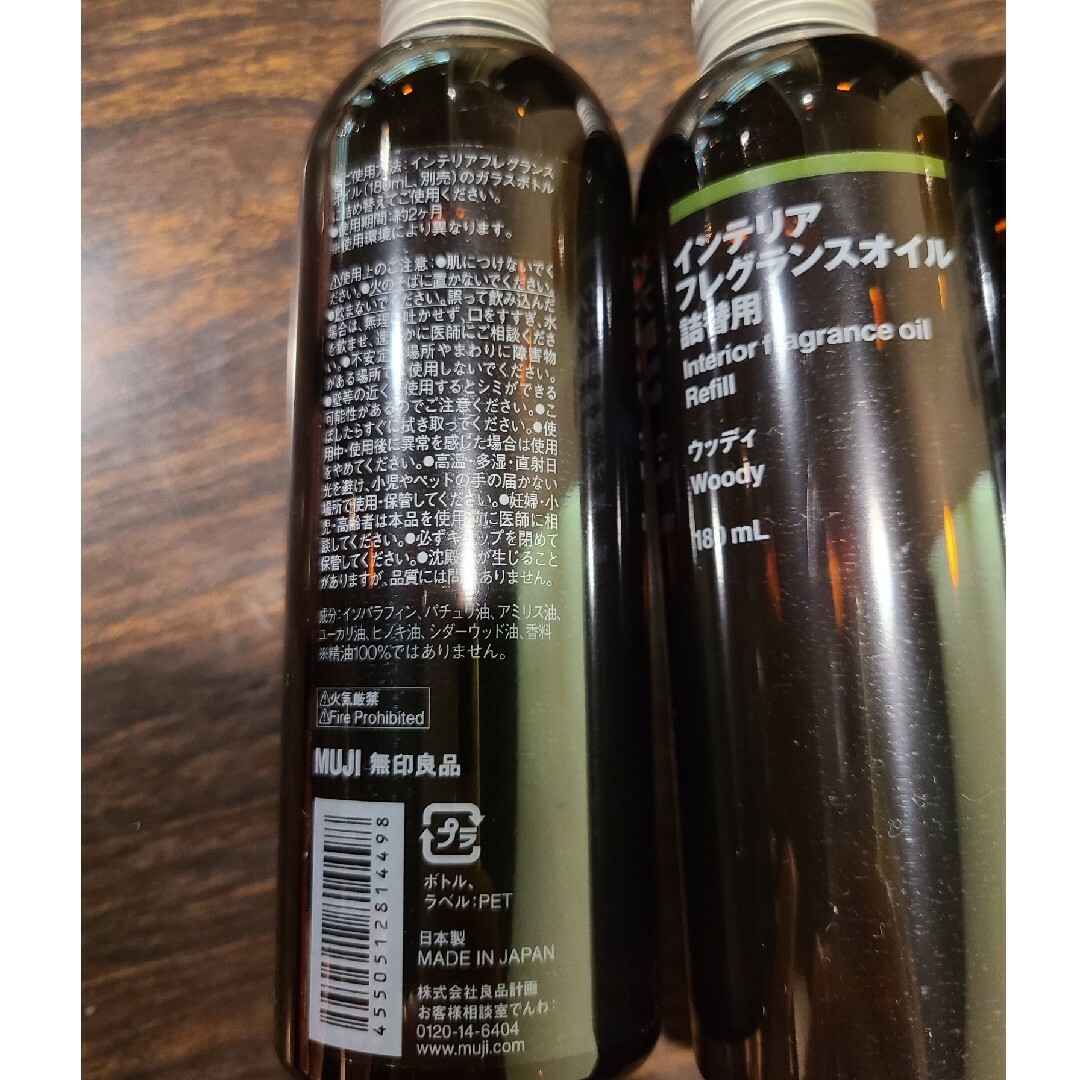 ご使用方法:インテリアフレグランス
オイル(180mL、別売)のガラスボトル
に詰め替えてご使用ください。
●使用期間:約2ヶ月
※使用環境により異なります。
⚠使用上のご注意:●肌につけないでく
ださい。●火のそばに置かないでください。
●飲まないでください。誤って飲み込んだ
場合は、無理に吐かせず、口をすすぎ、水
を飲ませ、速やかに医師にご相談くださ
い。●不安定な場所やまわりに障害物
がある場所で使用しないでください。
●壁等の近くで使用するとシミができる
可能性があるのでご注意ください。●こ
ぼしたらすぐに拭き取ってください。●使
用中・使用後に異常を感じた場合は使用
をやめてください。●高温・多湿・直射日
光を避け、小児やペットの手の届かない
場所で使用・保管してください。●妊婦・小
児・高齢者は本品を使用前に医師に相
談してください。●必ずキャップを閉めて
保管してください。●沈殿物が生じること
がありますが、品質には問題ありません。
成分:イソパラフィン、パチュリ油、アミリス油、
ユーカリ油、ヒノキ油、シダーウッド油、香料
※精油100%ではありません。
⚠火気厳禁
⚠Fire Prohibited
MUJI 無印良品
4550512814498
プラ
ボトル、
ラベル:PET
日本製
MADE IN JAPAN
株式会社良品計画
お客様相談室でんわ:
0120-14-6404
www.muji.com
インテリア
フレグランスオイル
詰替用
Interior fragrance oil
Refill
ウッディ
Woody
180 mL